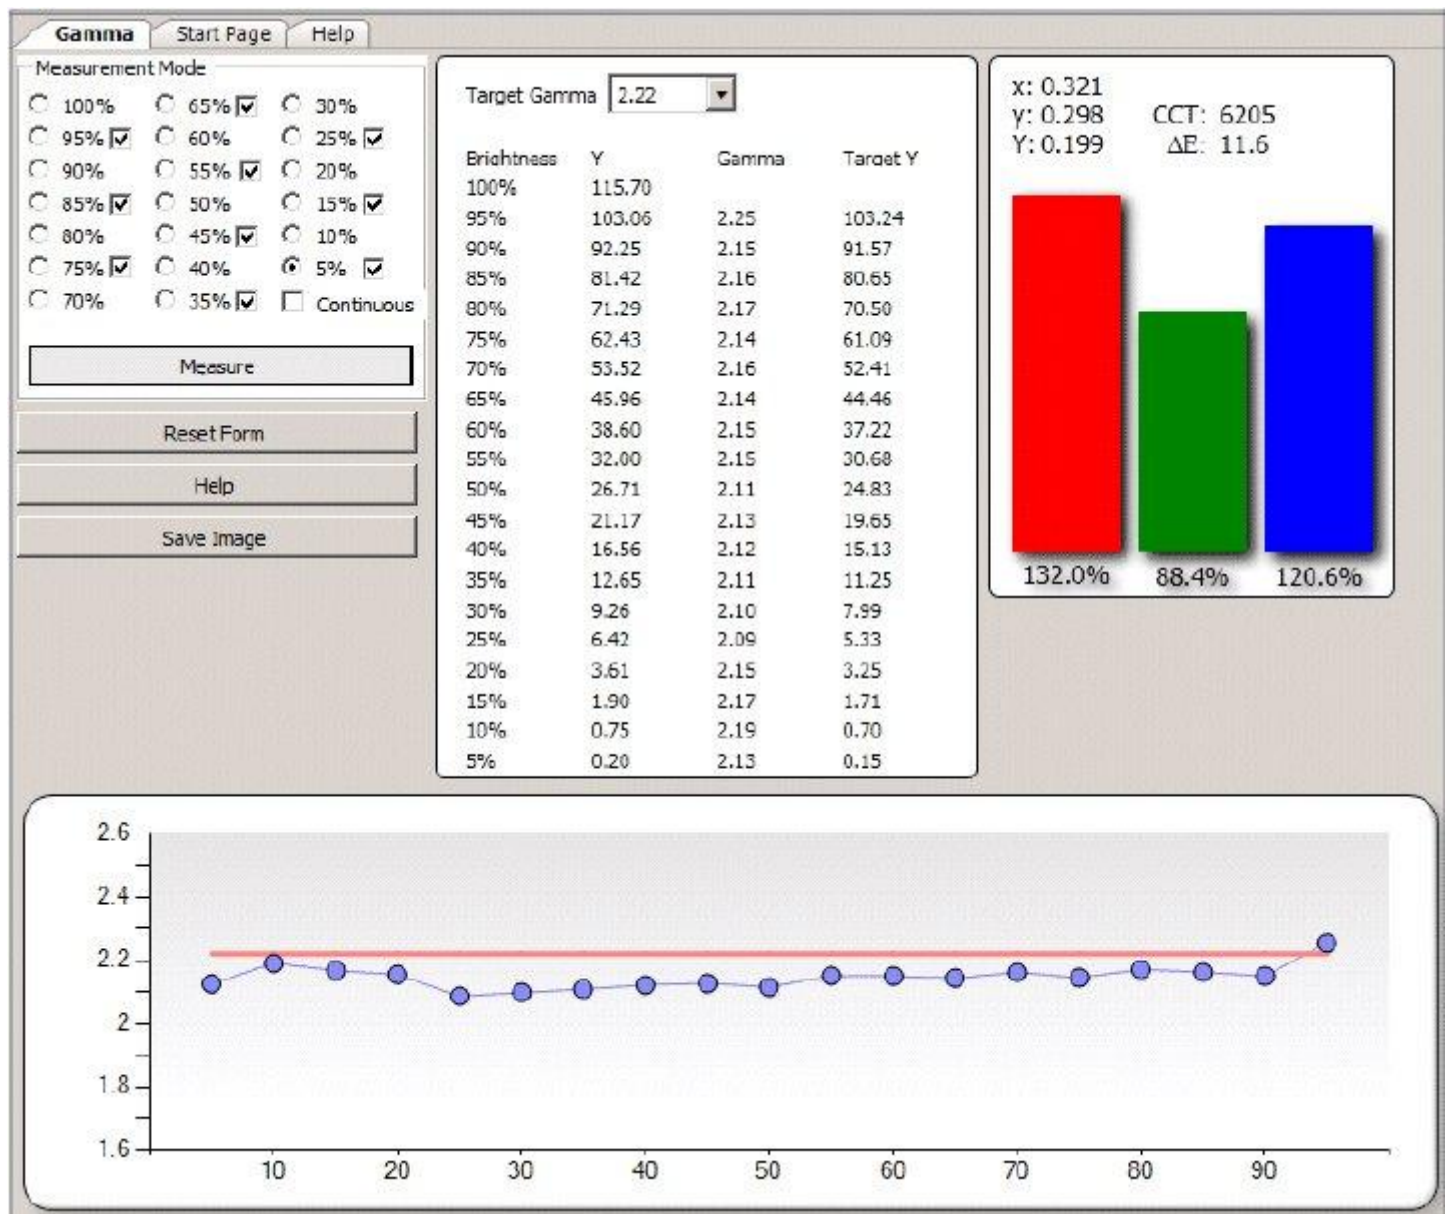 Gamma Start Page Help
Measurement Mode
100% 65% 30%
95% 60% 25%
90% 55% 20%
85% 50% 15%
80% 45% 10%
75% 40% 5%
70% 35% Continuous
Measure
Reset Form
Help
Save Image
Target Gamma 2.22
Brightness Y Gamma Target Y
100% 115.70
95% 103.06 2.25 103.24
90% 92.25 2.15 91.57
85% 81.42 2.16 80.65
80% 71.29 2.17 70.50
75% 62.43 2.14 61.09
70% 53.52 2.16 52.41
65% 45.96 2.14 44.46
60% 38.60 2.15 37.22
55% 32.00 2.15 30.68
50% 26.71 2.11 24.83
45% 21.17 2.13 19.65
40% 16.56 2.12 15.13
35% 12.65 2.11 11.25
30% 9.26 2.10 7.99
25% 6.42 2.09 5.33
20% 3.61 2.15 3.25
15% 1.90 2.17 1.71
10% 0.75 2.19 0.70
5% 0.20 2.13 0.15
x: 0.321
y: 0.298 CCT: 6205
Y: 0.199 ΔE: 11.6
132.0% 88.4% 120.6%
2.6
2.4
2.2
2
1.8
1.6
10 20 30 40 50 60 70 80 90